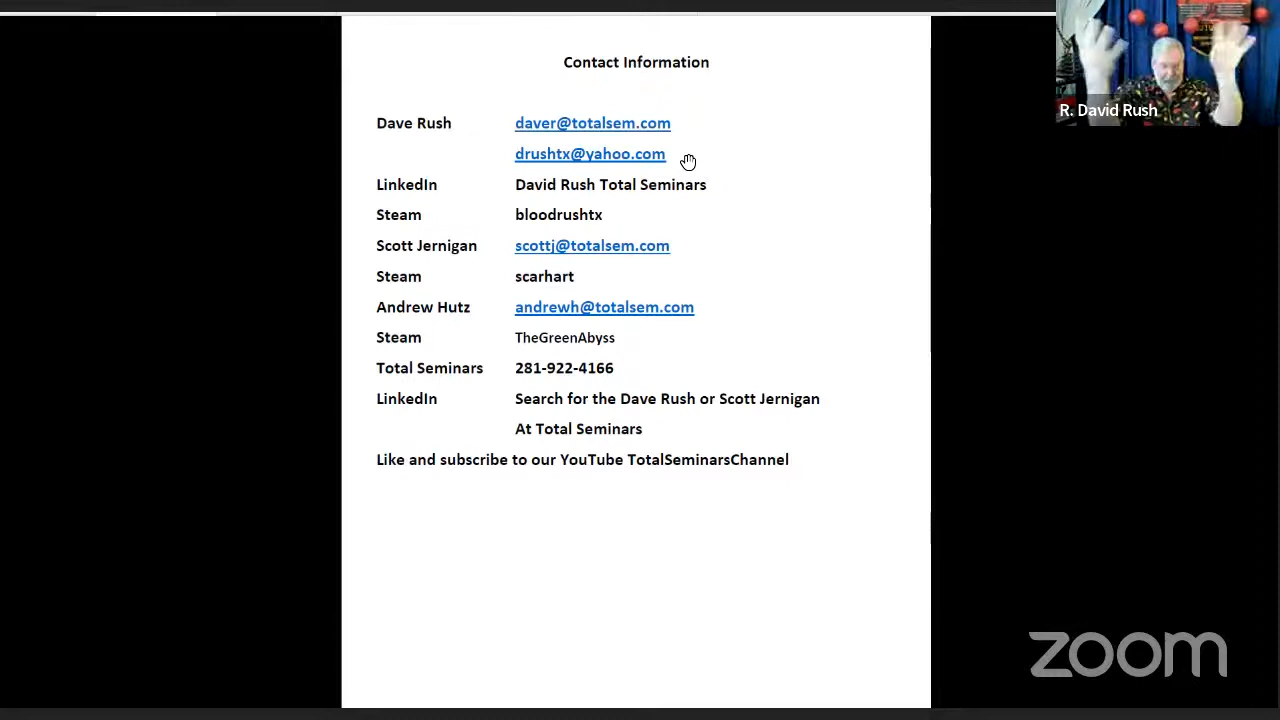 Contact Information
R. David Rush
Dave Rush daver@totalsem.com
drushtx@yahoo.com
LinkedIn David Rush Total Seminars
Steam bloodrushtx
Scott Jernigan scottj@totalsem.com
Steam scarhart
Andrew Hutz andrewh@totalsem.com
Steam TheGreenAbyss
Total Seminars 281-922-4166
LinkedIn Search for the Dave Rush or Scott Jernigan
At Total Seminars
Like and subscribe to our YouTube TotalSeminarsChannel
zoom